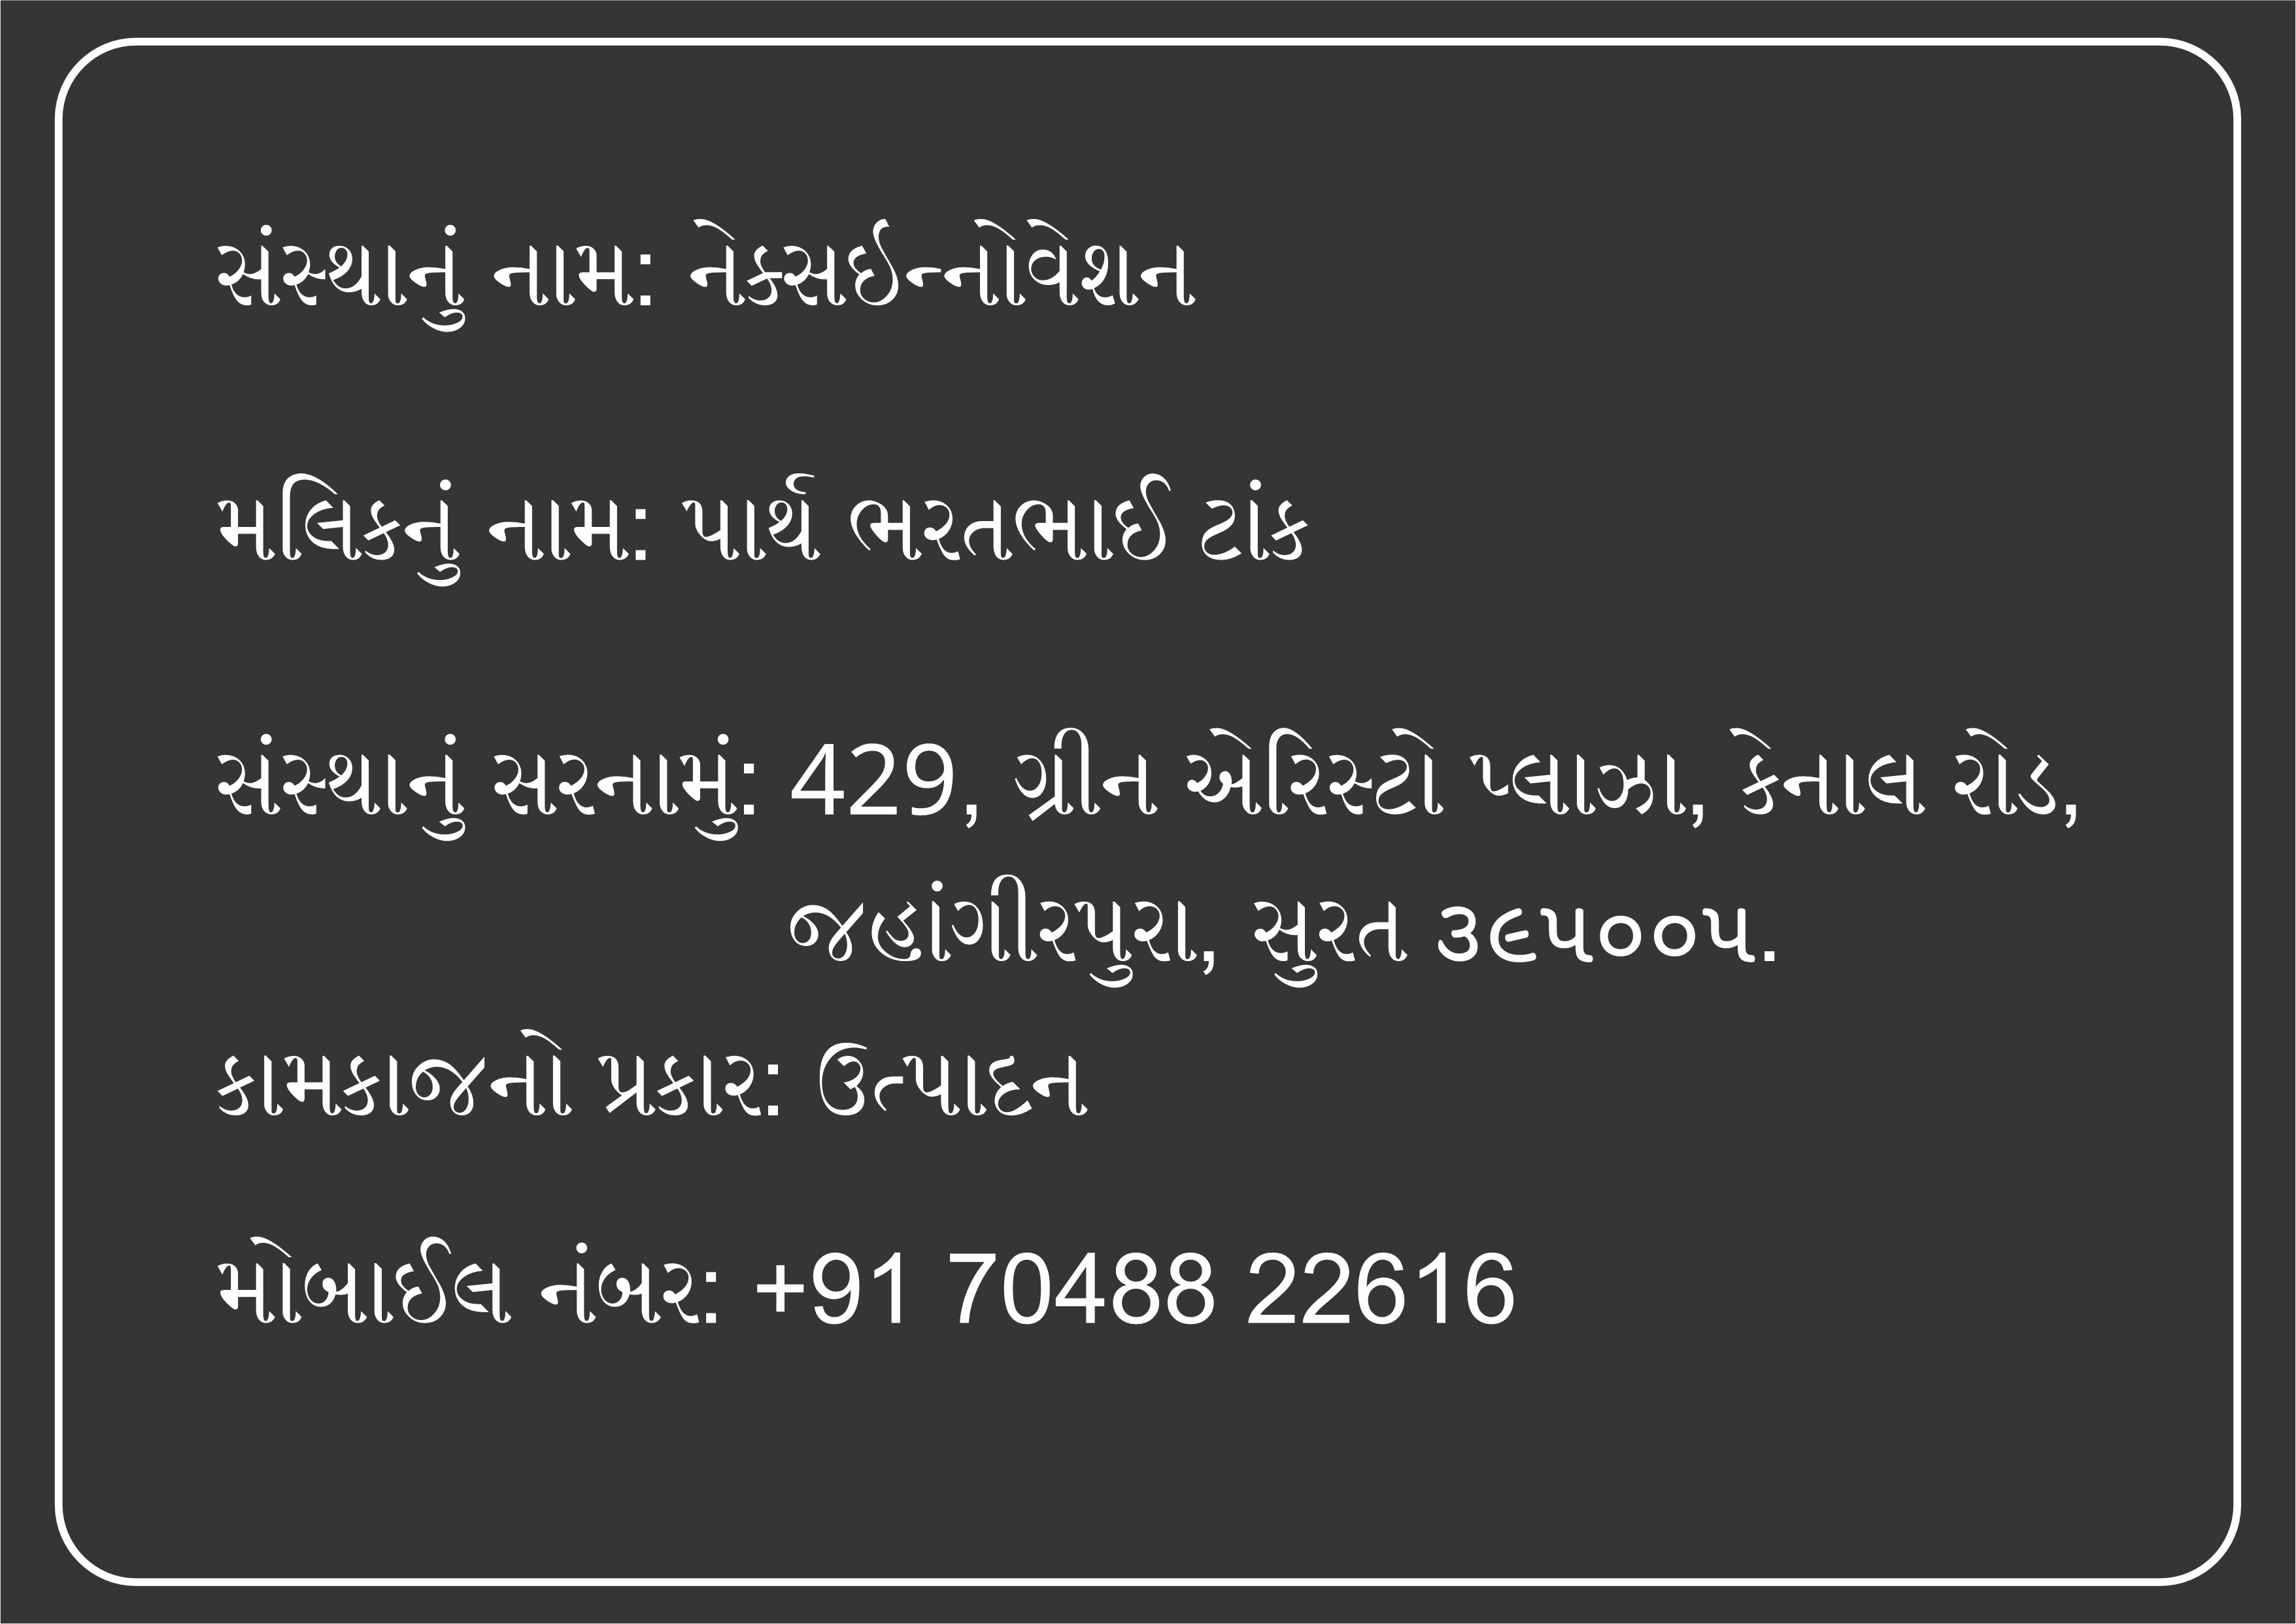 સંસ્થાનું નામ: નેક્સઈન્નોવેશન
મલિકનું નામ: પાર્થ ભરતભાઈ ટાંક
સંસ્થાનું સરનામું: 429, ગ્રીન એરિસ્ટો પ્લાઝા, કેનાલ રોડ,
જહાંગીરપુરા, સુરત ૩૯૫૦૦૫.
કામકાજનો પ્રકાર: ઉત્પાદન
મોબાઈલ નંબર: +91 70488 22616